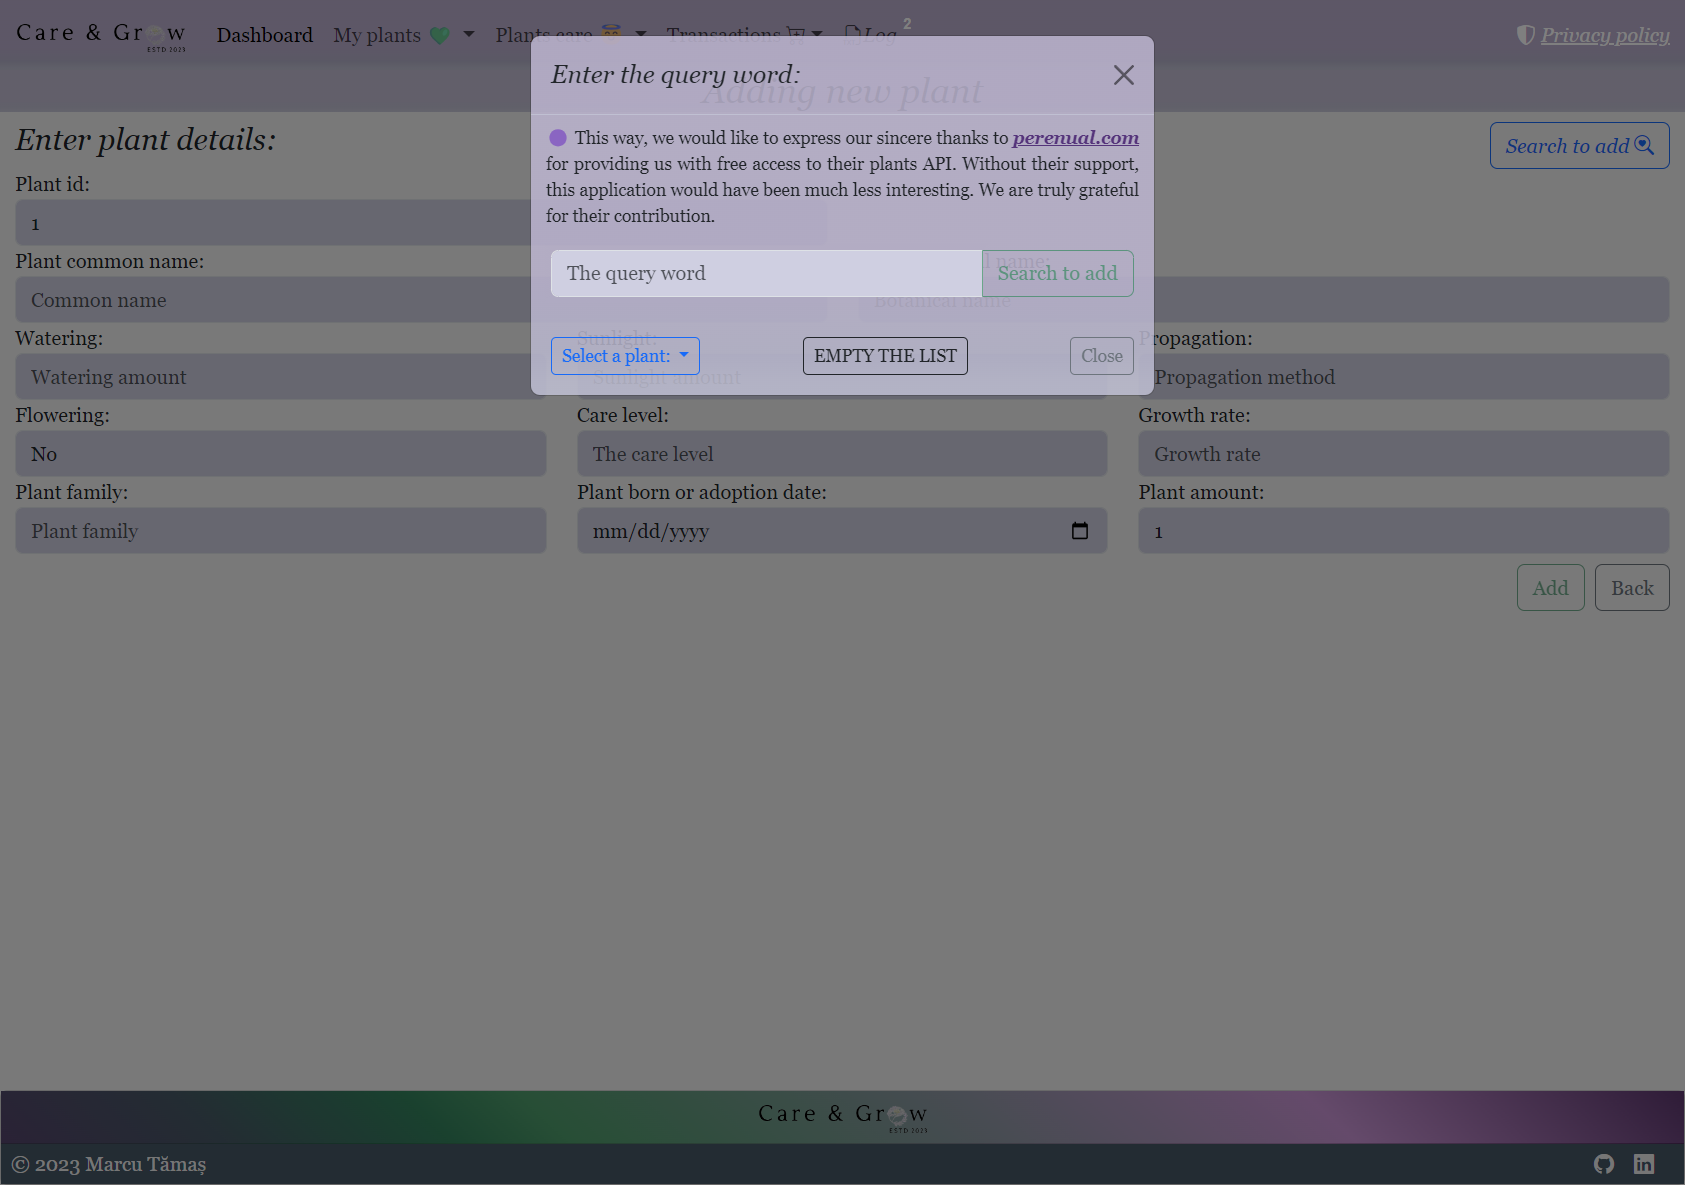 Care & Grow
ESTD 2023
Dashboard
My plants
Plants care
Transactions
Log
2
Privacy policy
Adding new plant
Enter the query word:
This way, we would like to express our sincere thanks to perenual.com
for providing us with free access to their plants API. Without their support,
this application would have been much less interesting. We are truly grateful
for their contribution.
The query word
Search to add
Select a plant:
EMPTY THE LIST
Close
Enter plant details:
Search to add
Plant id:
1
Plant common name:
l name:
Common name
Botanical name
Watering:
Sunlight:
Propagation:
Watering amount
Sunlight amount
Propagation method
Flowering:
Care level:
Growth rate:
No
The care level
Growth rate
Plant family:
Plant born or adoption date:
Plant amount:
Plant family
mm/dd/yyyy
1
Add
Back
Care & Grow
ESTD 2023
© 2023 Marcu Tămaș